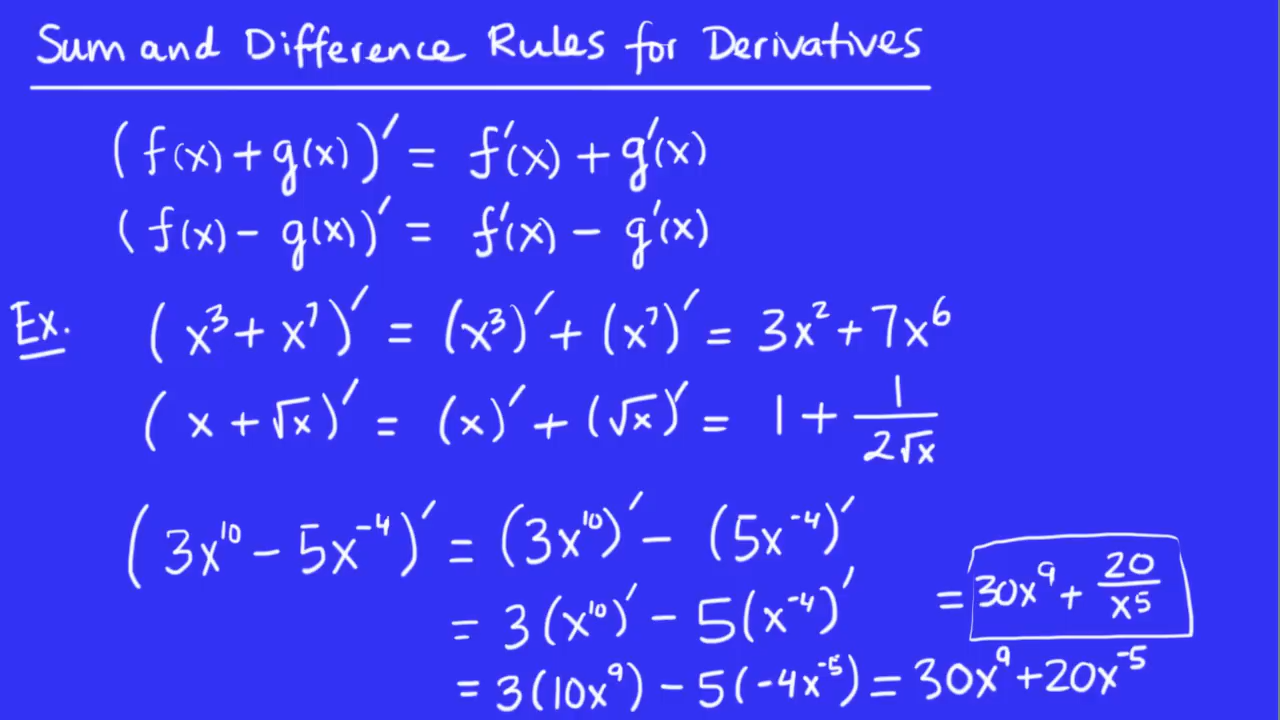 Sum and Difference Rules for Derivatives
(f(x) + g(x))′ = f′(x) + g′(x)
(f(x) − g(x))′ = f′(x) − g′(x)
Ex. (x³ + x⁷)′ = (x³)′ + (x⁷)′ = 3x² + 7x⁶
(x + √x)′ = (x)′ + (√x)′ = 1 + 1/(2√x)
(3x¹⁰ − 5x⁻⁴)′ = (3x¹⁰)′ − (5x⁻⁴)′
= 3(x¹⁰)′ − 5(x⁻⁴)′
= 3(10x⁹) − 5(−4x⁻⁵) = 30x⁹ + 20x⁻⁵
= 30x⁹ + 20/x⁵